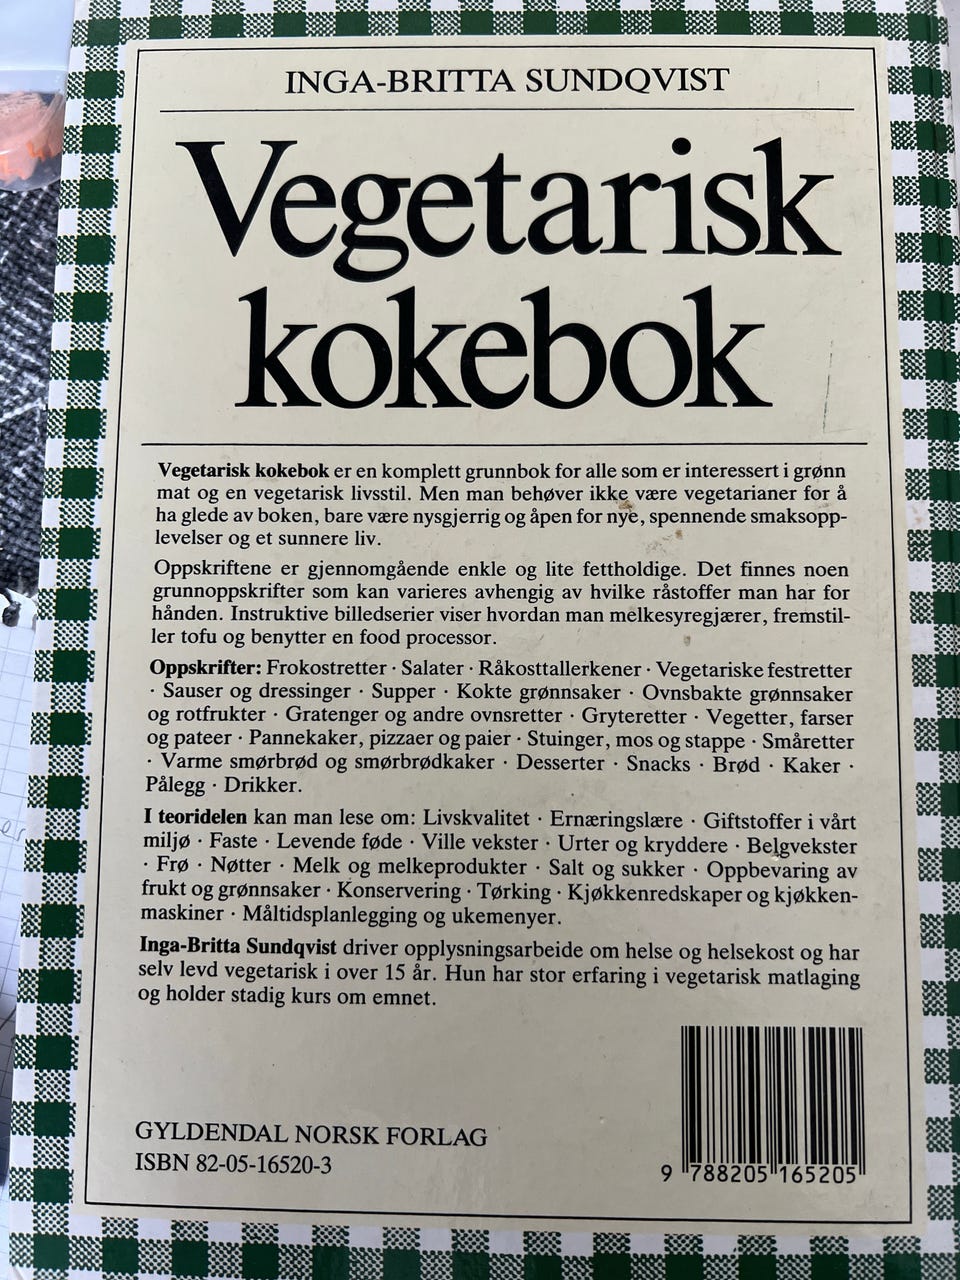 INGA-BRITTA SUNDQVIST
Vegetarisk
kokebok
Vegetarisk kokebok er en komplett grunnbok for alle som er interessert i grønn
mat og en vegetarisk livsstil. Men man behøver ikke være vegetarianer for å
ha glede av boken, bare være nysgjerrig og åpen for nye, spennende smaksopp-
levelser og et sunnere liv.
Oppskriftene er gjennomgående enkle og lite fettholdige. Det finnes noen
grunnoppskrifter som kan varieres avhengig av hvilke råstoffer man har for
hånden. Instruktive billedserier viser hvordan man melkesyregjærer, fremstil-
ler tofu og benytter en food processor.
Oppskrifter: Frokostretter · Salater · Råkosttallerkener · Vegetariske festretter
· Sauser og dressinger · Supper · Kokte grønnsaker · Ovnsbakte grønnsaker
og rotfrukter · Gratenger og andre ovnsretter · Gryteretter · Vegetter, farser
og pateer · Pannekaker, pizzaer og paier · Stuinger, mos og stappe · Småretter
· Varme smørbrød og smørbrødkaker · Desserter · Snacks · Brød · Kaker ·
Pålegg · Drikker.
I teoridelen kan man lese om: Livskvalitet · Ernæringslære · Giftstoffer i vårt
miljø · Faste · Levende føde · Ville vekster · Urter og kryddere · Belgvekster
· Frø · Nøtter · Melk og melkeprodukter · Salt og sukker · Oppbevaring av
frukt og grønnsaker · Konservering · Tørking · Kjøkkenredskaper og kjøkken-
maskiner · Måltidsplanlegging og ukemenyer.
Inga-Britta Sundqvist driver opplysningsarbeide om helse og helsekost og har
selv levd vegetarisk i over 15 år. Hun har stor erfaring i vegetarisk matlaging
og holder stadig kurs om emnet.
GYLDENDAL NORSK FORLAG
ISBN 82-05-16520-3
9 788205 165205